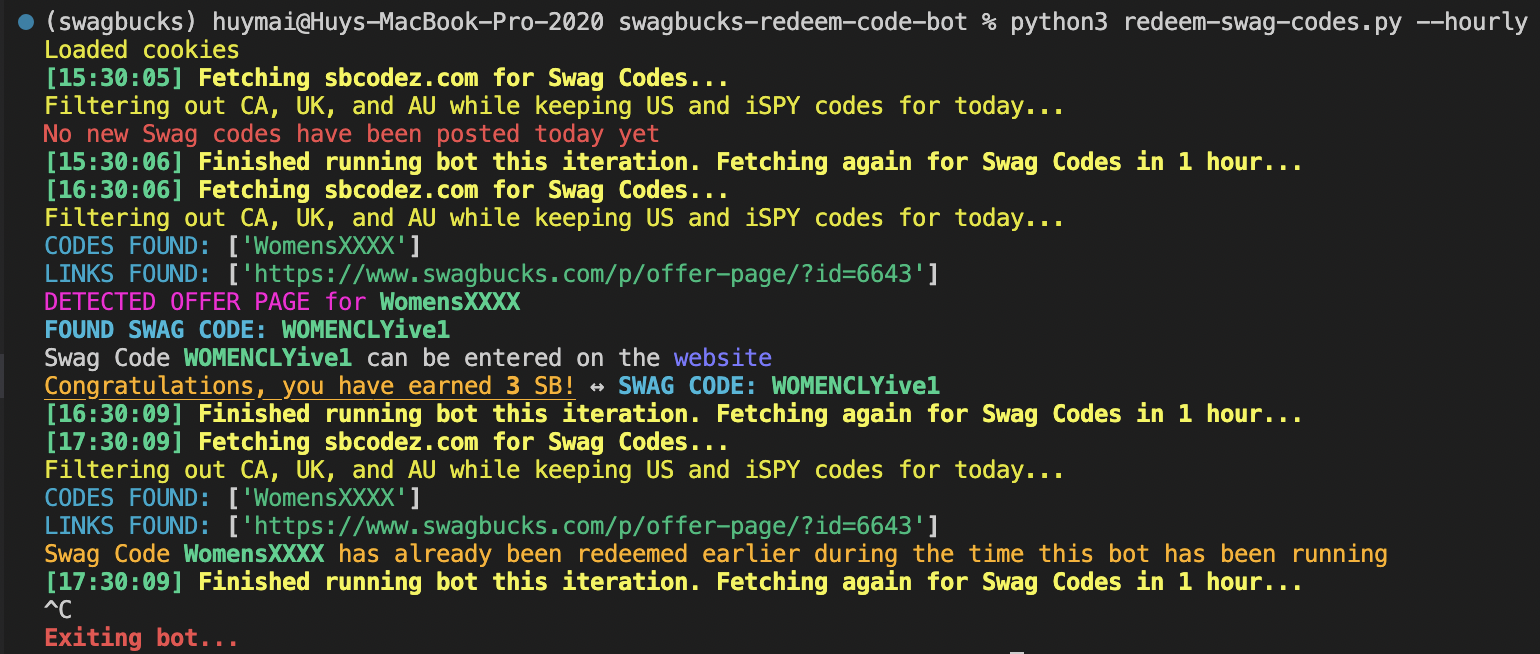 (swagbucks) huymai@Huys-MacBook-Pro-2020 swagbucks-redeem-code-bot % python3 redeem-swag-codes.py --hourly
Loaded cookies
[15:30:05] Fetching sbcodez.com for Swag Codes...
Filtering out CA, UK, and AU while keeping US and iSPY codes for today...
No new Swag codes have been posted today yet
[15:30:06] Finished running bot this iteration. Fetching again for Swag Codes in 1 hour...
[16:30:06] Fetching sbcodez.com for Swag Codes...
Filtering out CA, UK, and AU while keeping US and iSPY codes for today...
CODES FOUND: ['WomensXXXX']
LINKS FOUND: ['https://www.swagbucks.com/p/offer-page/?id=6643']
DETECTED OFFER PAGE for WomensXXXX
FOUND SWAG CODE: WOMENCLYive1
Swag Code WOMENCLYive1 can be entered on the website
Congratulations, you have earned 3 SB! ↔ SWAG CODE: WOMENCLYive1
[16:30:09] Finished running bot this iteration. Fetching again for Swag Codes in 1 hour...
[17:30:09] Fetching sbcodez.com for Swag Codes...
Filtering out CA, UK, and AU while keeping US and iSPY codes for today...
CODES FOUND: ['WomensXXXX']
LINKS FOUND: ['https://www.swagbucks.com/p/offer-page/?id=6643']
Swag Code WomensXXXX has already been redeemed earlier during the time this bot has been running
[17:30:09] Finished running bot this iteration. Fetching again for Swag Codes in 1 hour...
^C
Exiting bot...